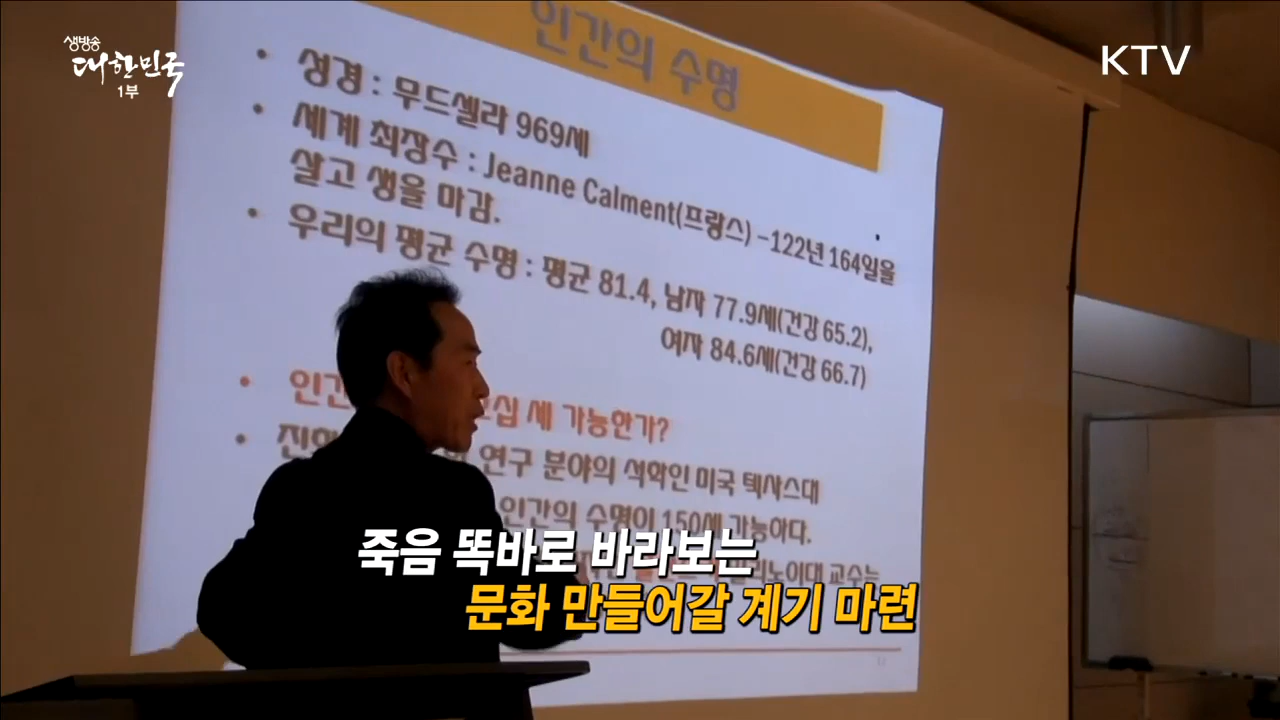 생방송
대한민국
1부
KTV
인간의 수명
• 성경 : 무드셀라 969세
• 세계 최장수 : Jeanne Calment(프랑스) –122년 164일을
살고 생을 마감.
• 우리의 평균 수명 : 평균 81.4, 남자 77.9세(건강 65.2),
여자 84.6세(건강 66.7)
• 인간 십 세 가능한가?
• 연구 분야의 석학인 미국 텍사스대
인간의 수명이 150세 가능하다.
일리노이대 교수는
죽음 똑바로 바라보는
문화 만들어갈 계기 마련